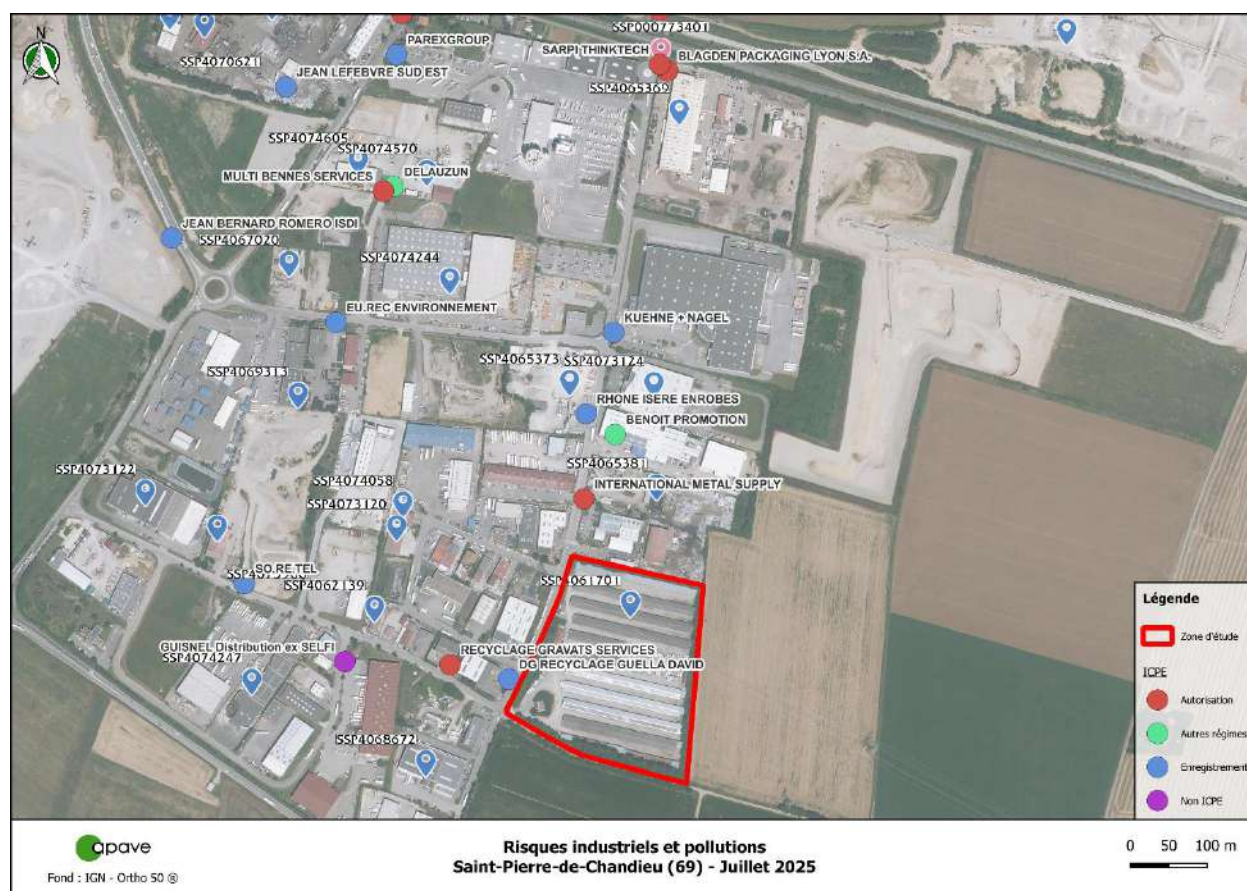 N
SSP000773401
PAREXGROUP
SARPI THINKTECH
BLAGDEN PACKAGING LYON S.A.
SSP4070621
JEAN LEFEBVRE SUD EST
SSP4065369
SSP4074605
SSP4074570
MULTI BENNES SERVICES
DELAUZUN
JEAN BERNARD ROMERO ISDI
SSP4067020
SSP4074244
EU.REC ENVIRONNEMENT
KUEHNE + NAGEL
SSP4065373
SSP4073124
SSP4069313
RHONE ISERE ENROBES
BENOIT PROMOTION
SSP4065381
SSP4073122
SSP4074058
INTERNATIONAL METAL SUPPLY
SSP4073120
SO.RE TEL
SSP4062139
SSP4061701
GUISNEL Distribution ex SELFI
RECYCLAGE GRAVATS SERVICES
SSP4074247
DG RECYCLAGE GUELLA DAVID
SSP4068672
Légende
Zone d'étude
ICPE
Autorisation
Autres régimes
Enregistrement
Non ICPE
apave
Fond : IGN - Ortho 50 ®
Risques industriels et pollutions
Saint-Pierre-de-Chandieu (69) - Juillet 2025
0 50 100 m